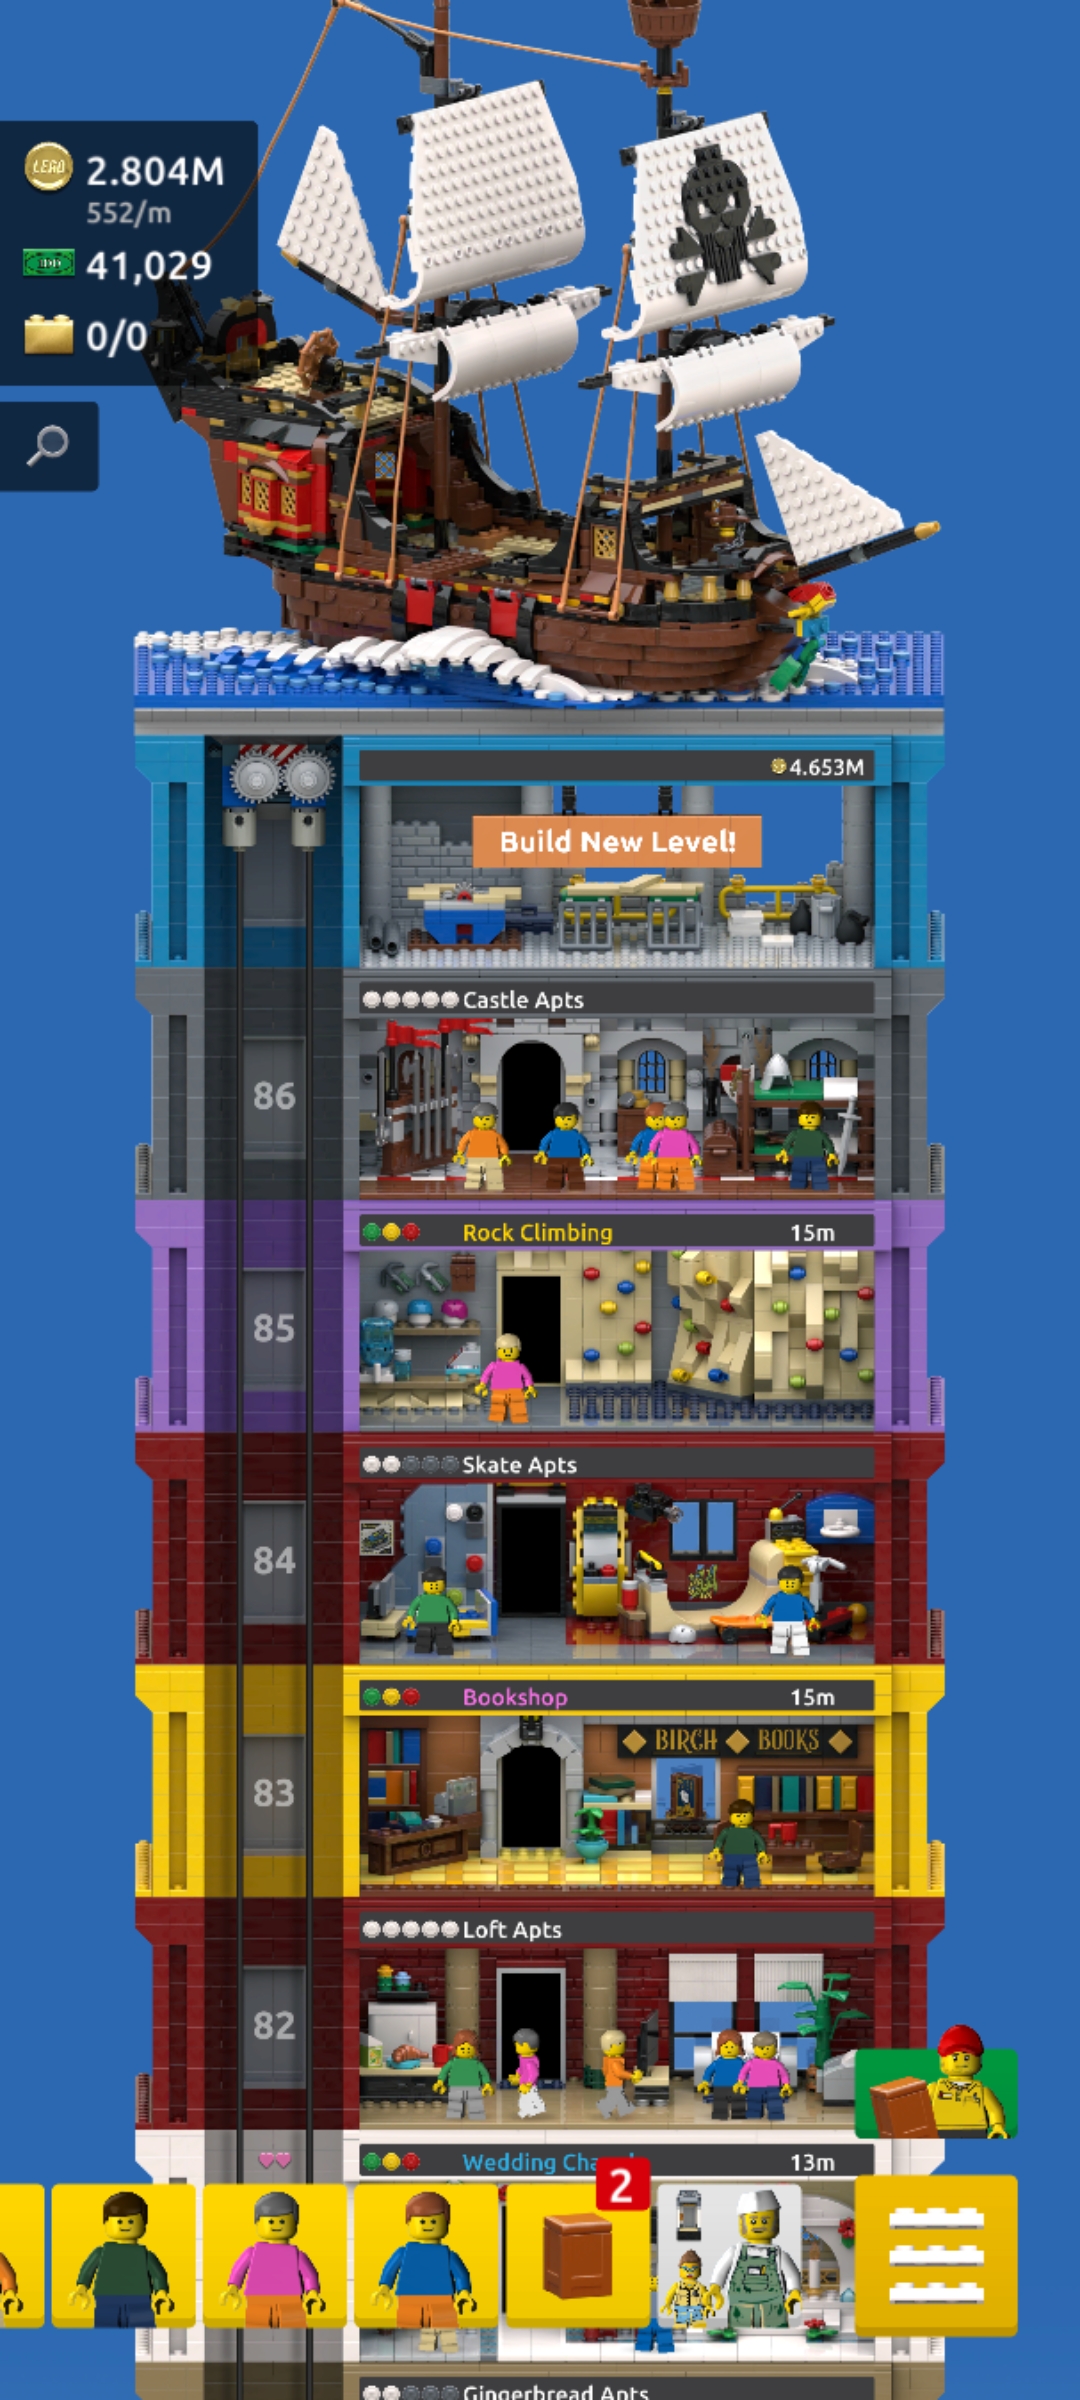 LEGO
2.804M
552/m
41,029
0/0
4.653M
Build New Level!
Castle Apts
86
Rock Climbing
15m
85
Skate Apts
84
Bookshop
15m
BIRCH BOOKS
83
Loft Apts
82
Wedding Cha
13m
2
Gingerbread Apts